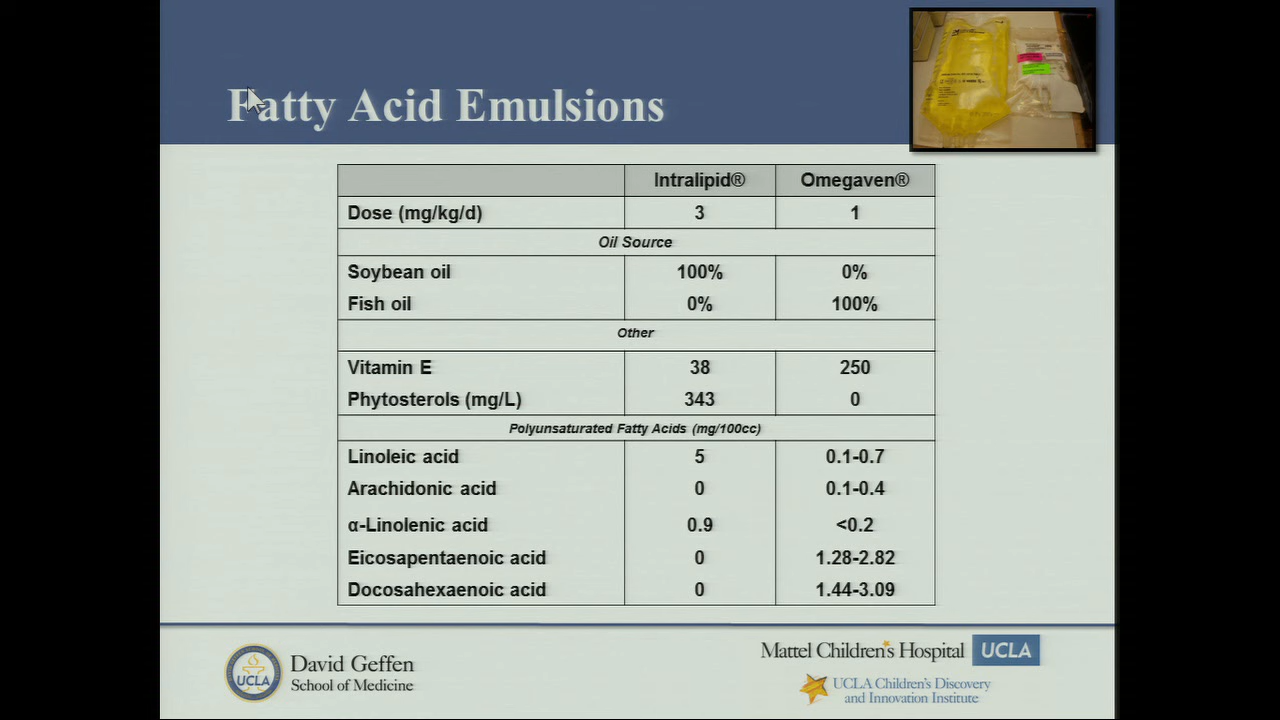 Fatty Acid Emulsions
Intralipid® Omegaven®
Dose (mg/kg/d) 3 1
Oil Source
Soybean oil 100% 0%
Fish oil 0% 100%
Other
Vitamin E 38 250
Phytosterols (mg/L) 343 0
Polyunsaturated Fatty Acids (mg/100cc)
Linoleic acid 5 0.1-0.7
Arachidonic acid 0 0.1-0.4
α-Linolenic acid 0.9 <0.2
Eicosapentaenoic acid 0 1.28-2.82
Docosahexaenoic acid 0 1.44-3.09
UCLA
David Geffen
School of Medicine
Mattel Children's Hospital UCLA
UCLA Children's Discovery
and Innovation Institute